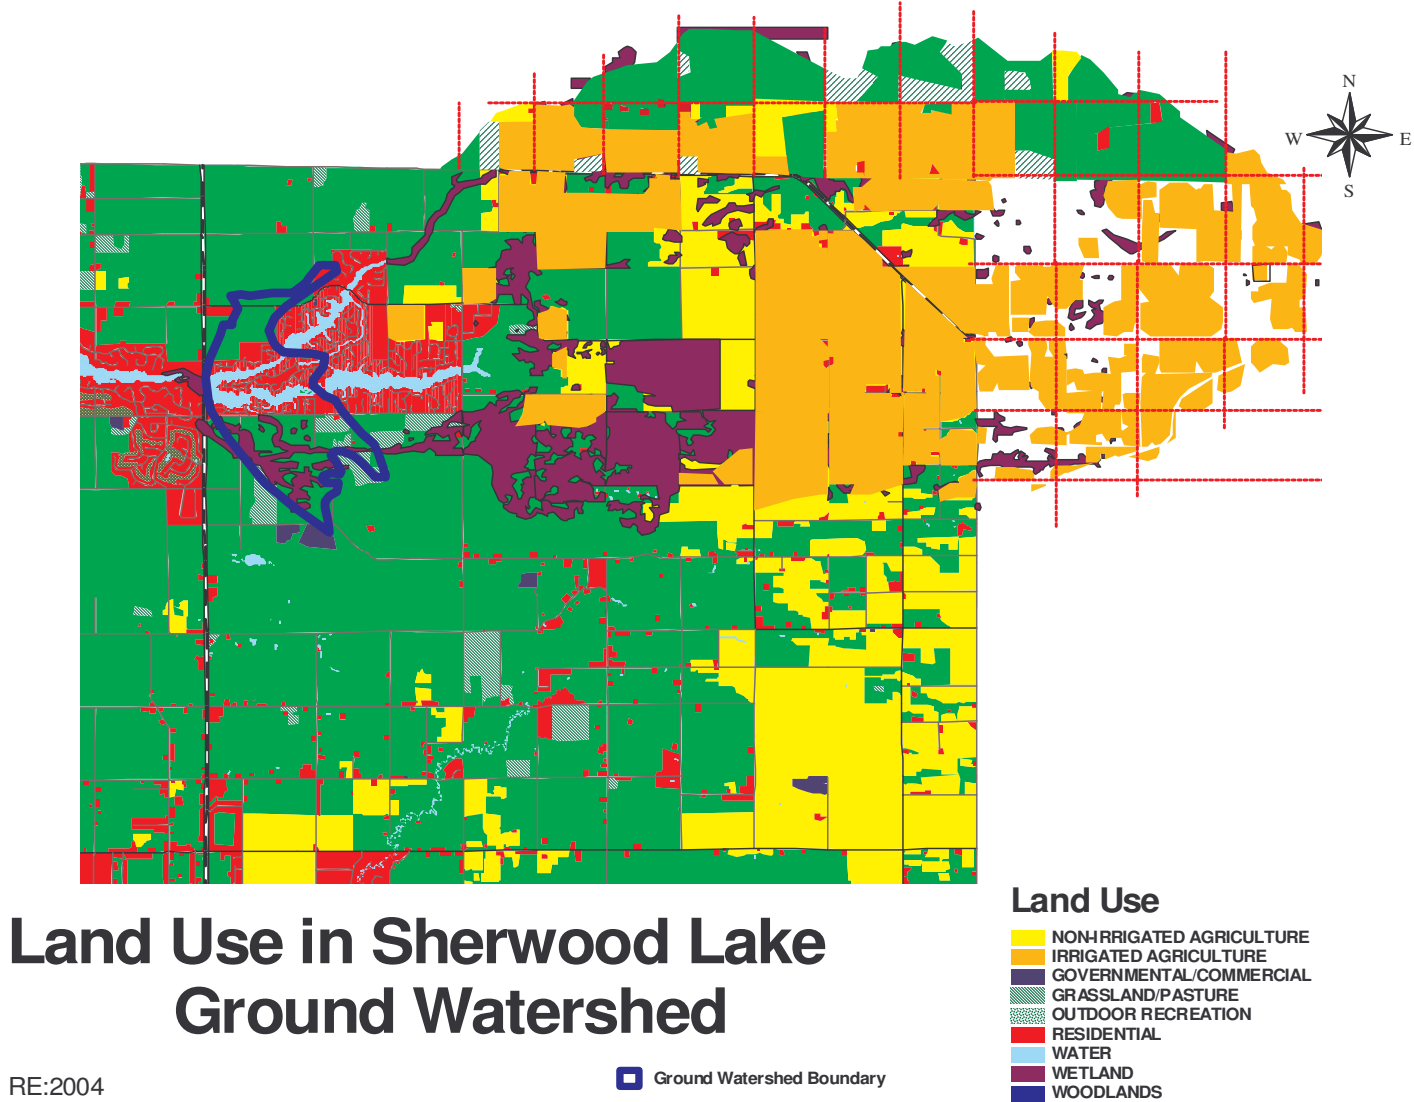 N
W E
S
Land Use in Sherwood Lake
Ground Watershed
RE:2004
Ground Watershed Boundary
Land Use
NON-IRRIGATED AGRICULTURE
IRRIGATED AGRICULTURE
GOVERNMENTAL/COMMERCIAL
GRASSLAND/PASTURE
OUTDOOR RECREATION
RESIDENTIAL
WATER
WETLAND
WOODLANDS